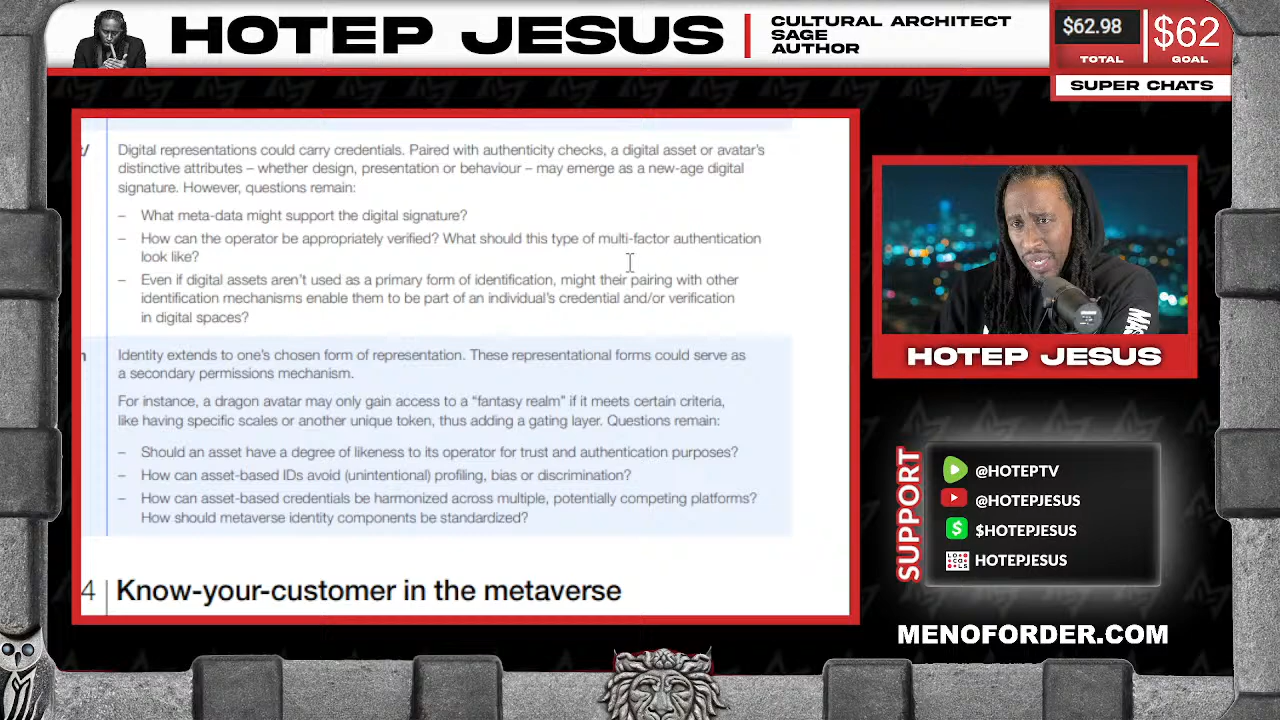 HOTEP JESUS
CULTURAL ARCHITECT
SAGE
AUTHOR
$62.98
TOTAL
$62
GOAL
SUPER CHATS
Digital representations could carry credentials. Paired with authenticity checks, a digital asset or avatar's
distinctive attributes – whether design, presentation or behaviour – may emerge as a new-age digital
signature. However, questions remain:
– What meta-data might support the digital signature?
– How can the operator be appropriately verified? What should this type of multi-factor authentication
look like?
– Even if digital assets aren't used as a primary form of identification, might their pairing with other
identification mechanisms enable them to be part of an individual's credential and/or verification
in digital spaces?
Identity extends to one's chosen form of representation. These representational forms could serve as
a secondary permissions mechanism.
For instance, a dragon avatar may only gain access to a "fantasy realm" if it meets certain criteria,
like having specific scales or another unique token, thus adding a gating layer. Questions remain:
– Should an asset have a degree of likeness to its operator for trust and authentication purposes?
– How can asset-based IDs avoid (unintentional) profiling, bias or discrimination?
– How can asset-based credentials be harmonized across multiple, potentially competing platforms?
How should metaverse identity components be standardized?
4 Know-your-customer in the metaverse
HOTEP JESUS
SUPPORT
@HOTEPTV
@HOTEPJESUS
$HOTEPJESUS
LOCALS HOTEPJESUS
MENOFORDER.COM